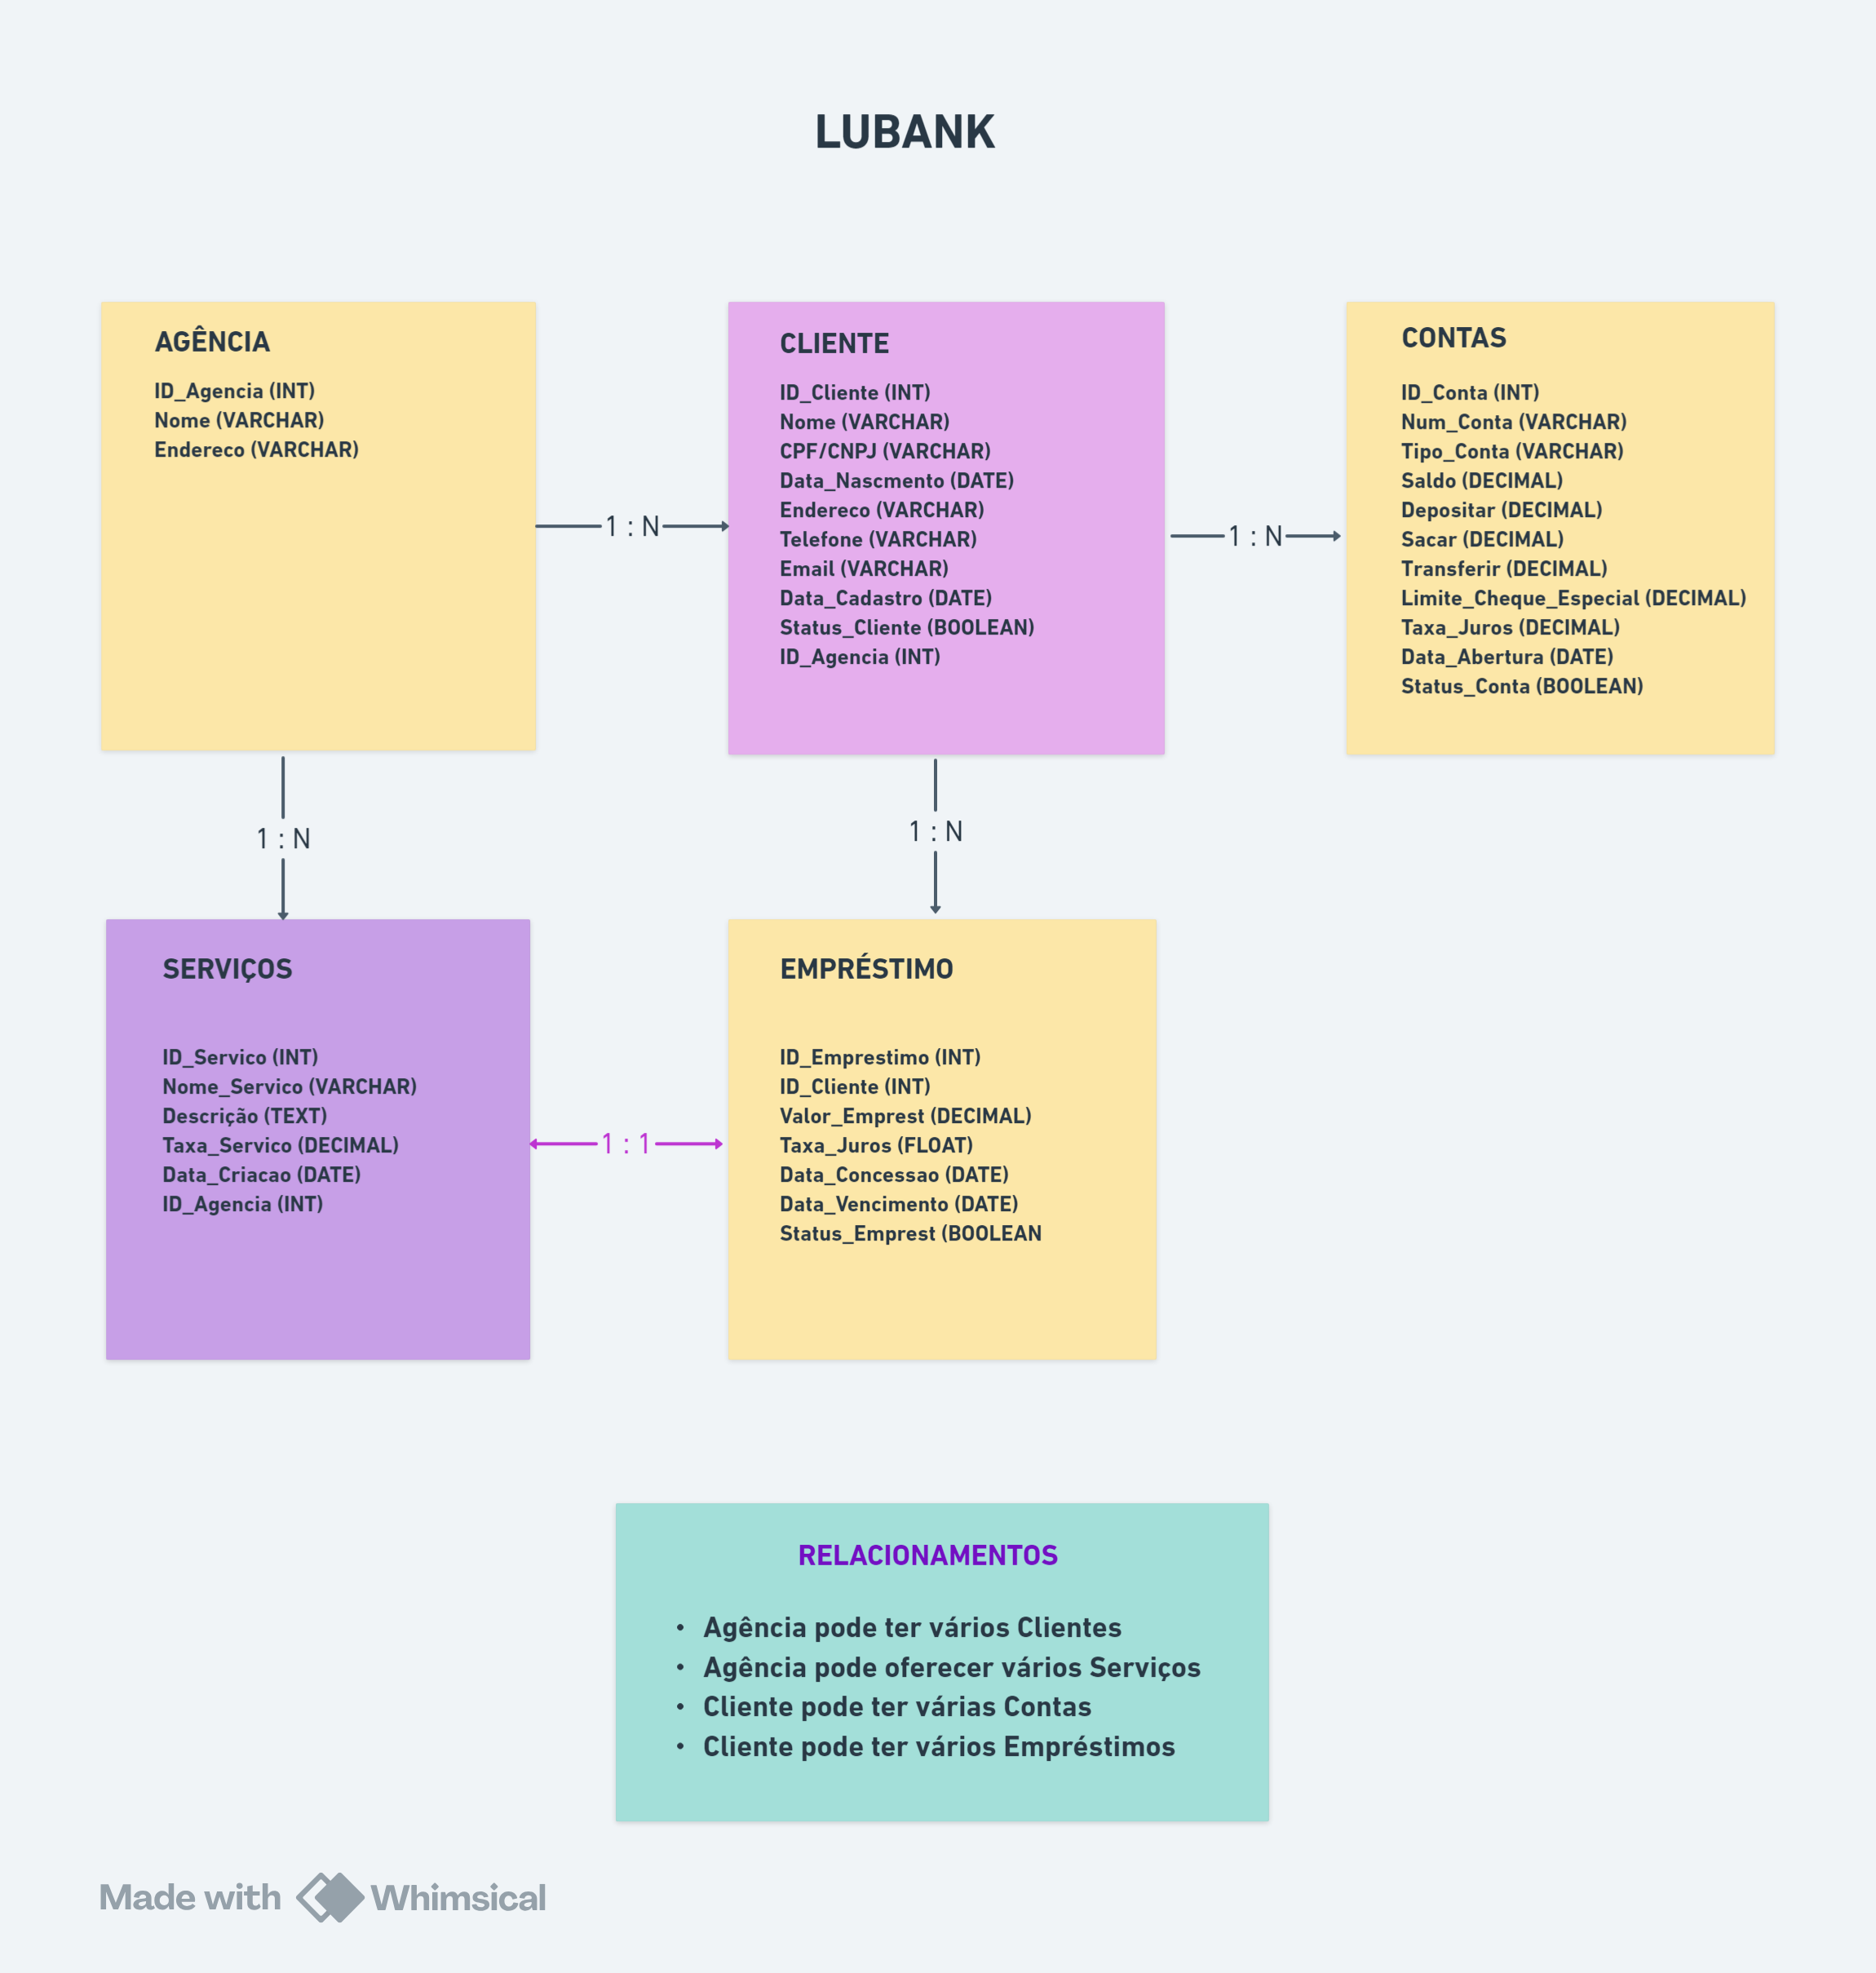 LUBANK
AGÊNCIA
ID_Agencia (INT)
Nome (VARCHAR)
Endereco (VARCHAR)
1 : N
CLIENTE
ID_Cliente (INT)
Nome (VARCHAR)
CPF/CNPJ (VARCHAR)
Data_Nascmento (DATE)
Endereco (VARCHAR)
Telefone (VARCHAR)
Email (VARCHAR)
Data_Cadastro (DATE)
Status_Cliente (BOOLEAN)
ID_Agencia (INT)
1 : N
CONTAS
ID_Conta (INT)
Num_Conta (VARCHAR)
Tipo_Conta (VARCHAR)
Saldo (DECIMAL)
Depositar (DECIMAL)
Sacar (DECIMAL)
Transferir (DECIMAL)
Limite_Cheque_Especial (DECIMAL)
Taxa_Juros (DECIMAL)
Data_Abertura (DATE)
Status_Conta (BOOLEAN)
1 : N
1 : N
SERVIÇOS
ID_Servico (INT)
Nome_Servico (VARCHAR)
Descrição (TEXT)
Taxa_Servico (DECIMAL)
Data_Criacao (DATE)
ID_Agencia (INT)
1 : 1
EMPRÉSTIMO
ID_Emprestimo (INT)
ID_Cliente (INT)
Valor_Emprest (DECIMAL)
Taxa_Juros (FLOAT)
Data_Concessao (DATE)
Data_Vencimento (DATE)
Status_Emprest (BOOLEAN
RELACIONAMENTOS
• Agência pode ter vários Clientes
• Agência pode oferecer vários Serviços
• Cliente pode ter várias Contas
• Cliente pode ter vários Empréstimos
Made with Whimsical